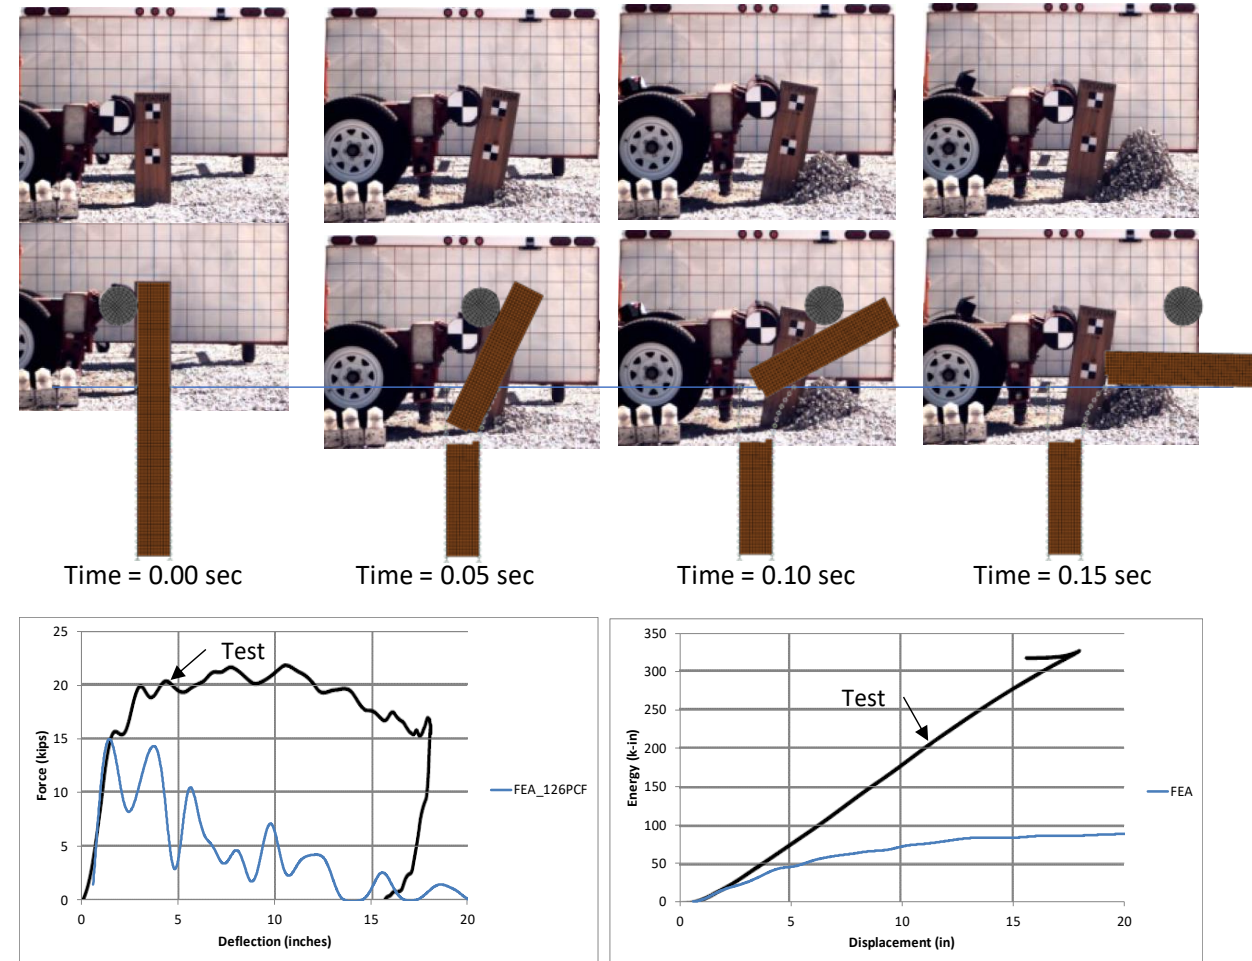 Time = 0.00 sec
Time = 0.05 sec
Time = 0.10 sec
Time = 0.15 sec
25
20
15
10
5
0
0
5
10
15
20
Force (kips)
Deflection (inches)
Test
FEA_126PCF
350
300
250
200
150
100
50
0
0
5
10
15
20
Energy (k-in)
Displacement (in)
Test
FEA